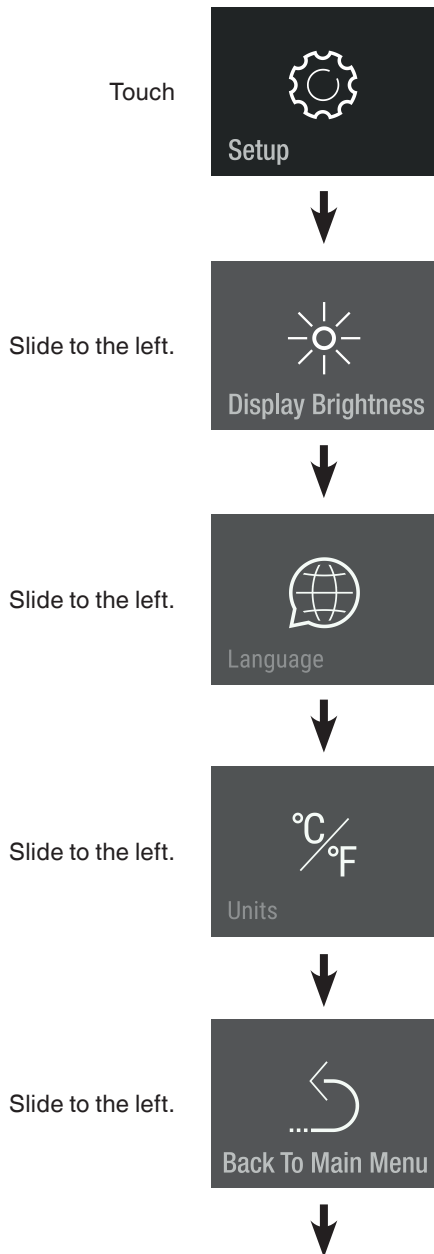 Touch
Setup
Slide to the left.
Display Brightness
Slide to the left.
Language
Slide to the left.
°C/°F
Units
Slide to the left.
Back To Main Menu